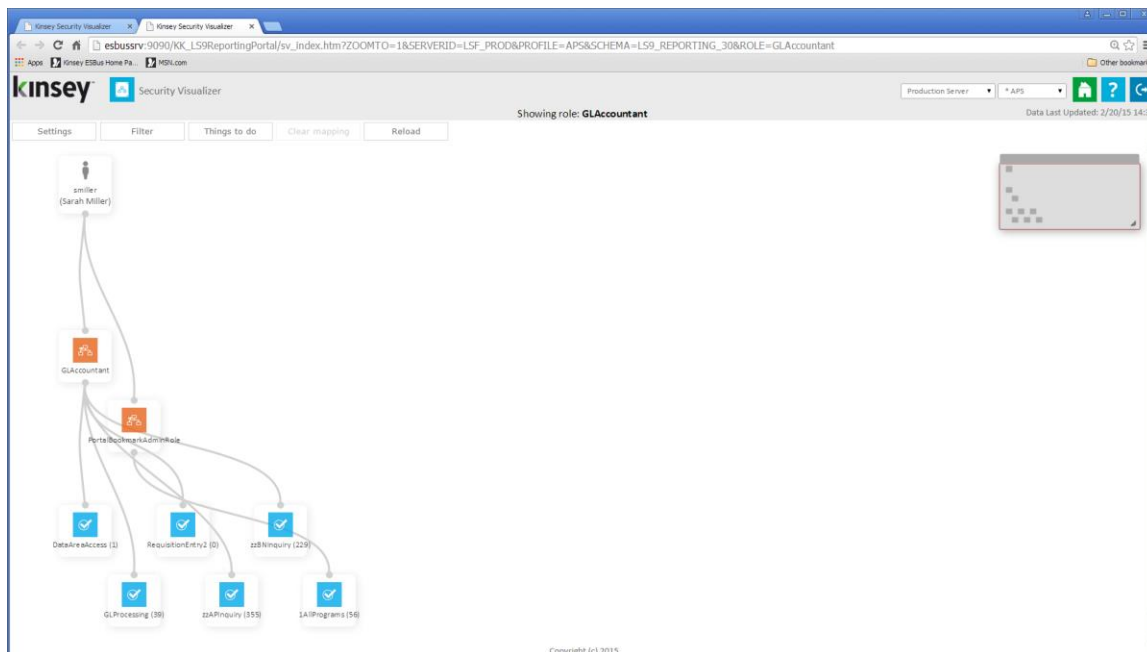 Kinsey Security Visualizer
Kinsey Security Visualizer
esbussrv:9090/KK_LS9ReportingPortal/sv_index.htm?ZOOMTO=1&SERVERID=LSF_PROD&PROFILE=APS&SCHEMA=LS9_REPORTING_30&ROLE=GLAccountant
Apps Kinsey ESBus Home Pa... MSN.com Other bookmar
kinsey Security Visualizer Production Server * APS ?
Showing role: GLAccountant Data Last Updated: 2/20/15 14:
Settings Filter Things to do Clear mapping Reload
smiller
(Sarah Miller)
GLAccountant
PortalBookmarkAdminRole
DataAreaAccess (1) RequisitionEntry2 (0) zzBNInquiry (229)
GLProcessing (39) zzAPInquiry (355) 1AllPrograms (56)
Copyright (c) 2015